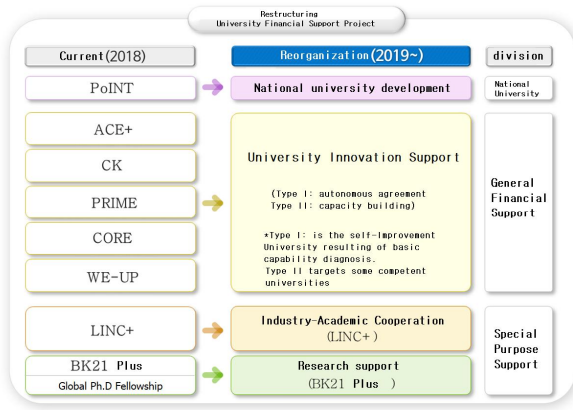 Restructuring
University Financial Support Project
Current(2018)
Reorganization(2019~)
division
PoINT
National university development
National
University
ACE+
CK
PRIME
CORE
WE-UP
University Innovation Support
(Type I: autonomous agreement
Type II: capacity building)
*Type I: is the self-Improvement
University resulting of basic
capability diagnosis.
Type II targets some competent
universities
General
Financial
Support
LINC+
Industry-Academic Cooperation
(LINC+ )
Special
Purpose
Support
BK21 Plus
Global Ph.D Fellowship
Research support
(BK21 Plus )